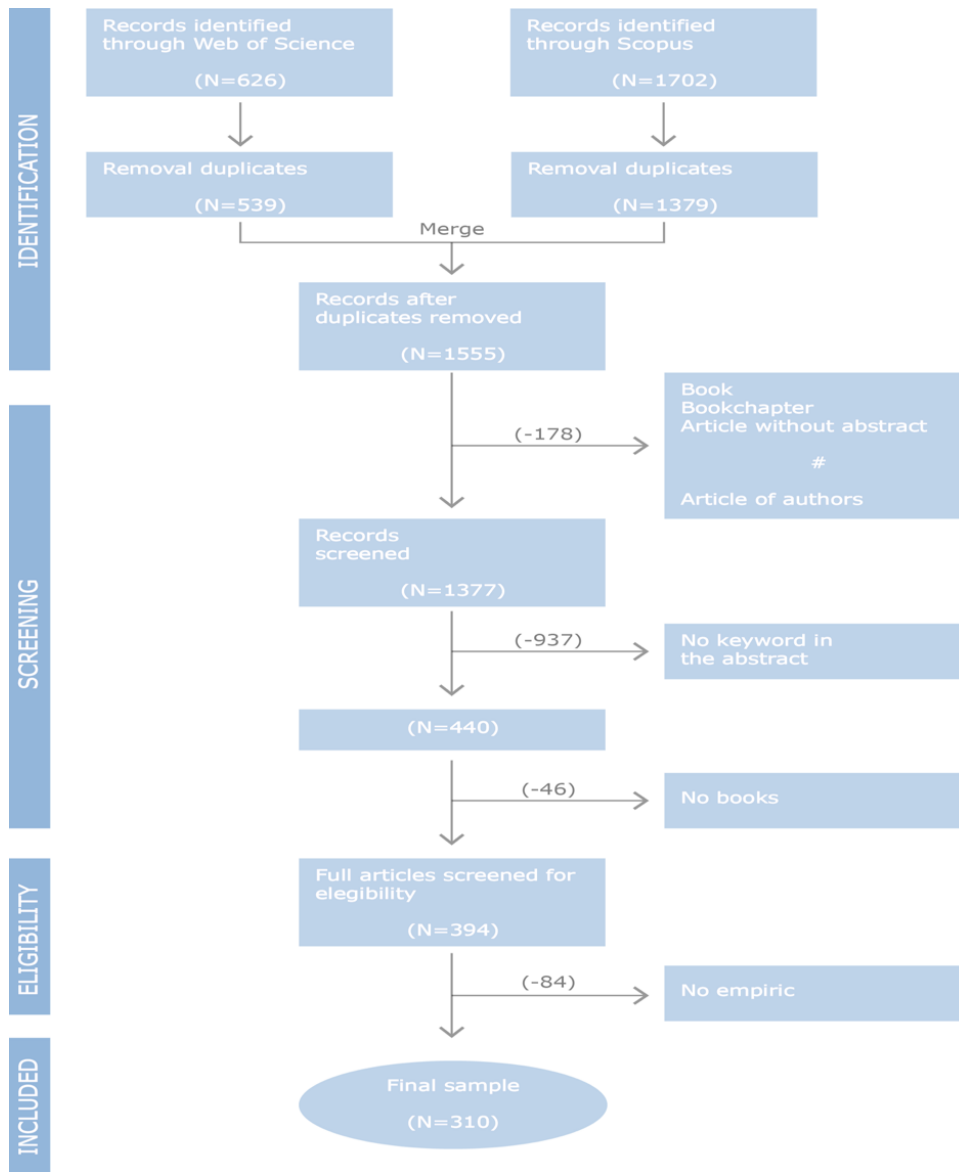 IDENTIFICATION
Records identified
through Web of Science
(N=626)
Records identified
through Scopus
(N=1702)
Removal duplicates
(N=539)
Removal duplicates
(N=1379)
Merge
Records after
duplicates removed
(N=1555)
SCREENING
(-178)
Book
Bookchapter
Article without abstract
#
Article of authors
Records
screened
(N=1377)
(-937)
No keyword in
the abstract
(N=440)
(-46)
No books
ELIGIBILITY
Full articles screened for
elegibility
(N=394)
(-84)
No empiric
INCLUDED
Final sample
(N=310)